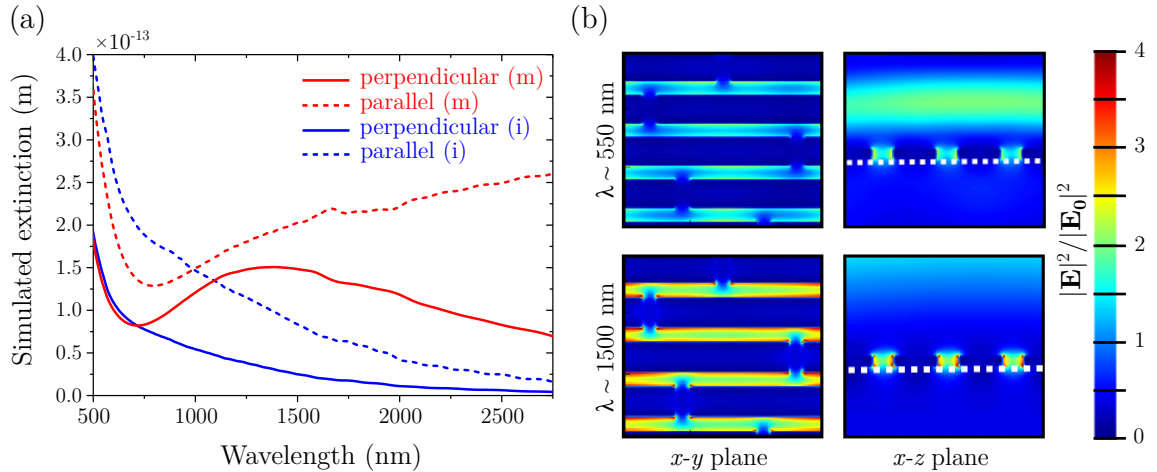 (a)
(b)
×10⁻¹³
4.0
3.5
3.0
2.5
2.0
1.5
1.0
0.5
0.0
Simulated extinction (m)
perpendicular (m)
parallel (m)
perpendicular (i)
parallel (i)
500
1000
1500
2000
2500
Wavelength (nm)
λ ~ 550 nm
λ ~ 1500 nm
x-y plane
x-z plane
4
3
2
1
0
|E|²/|E₀|²